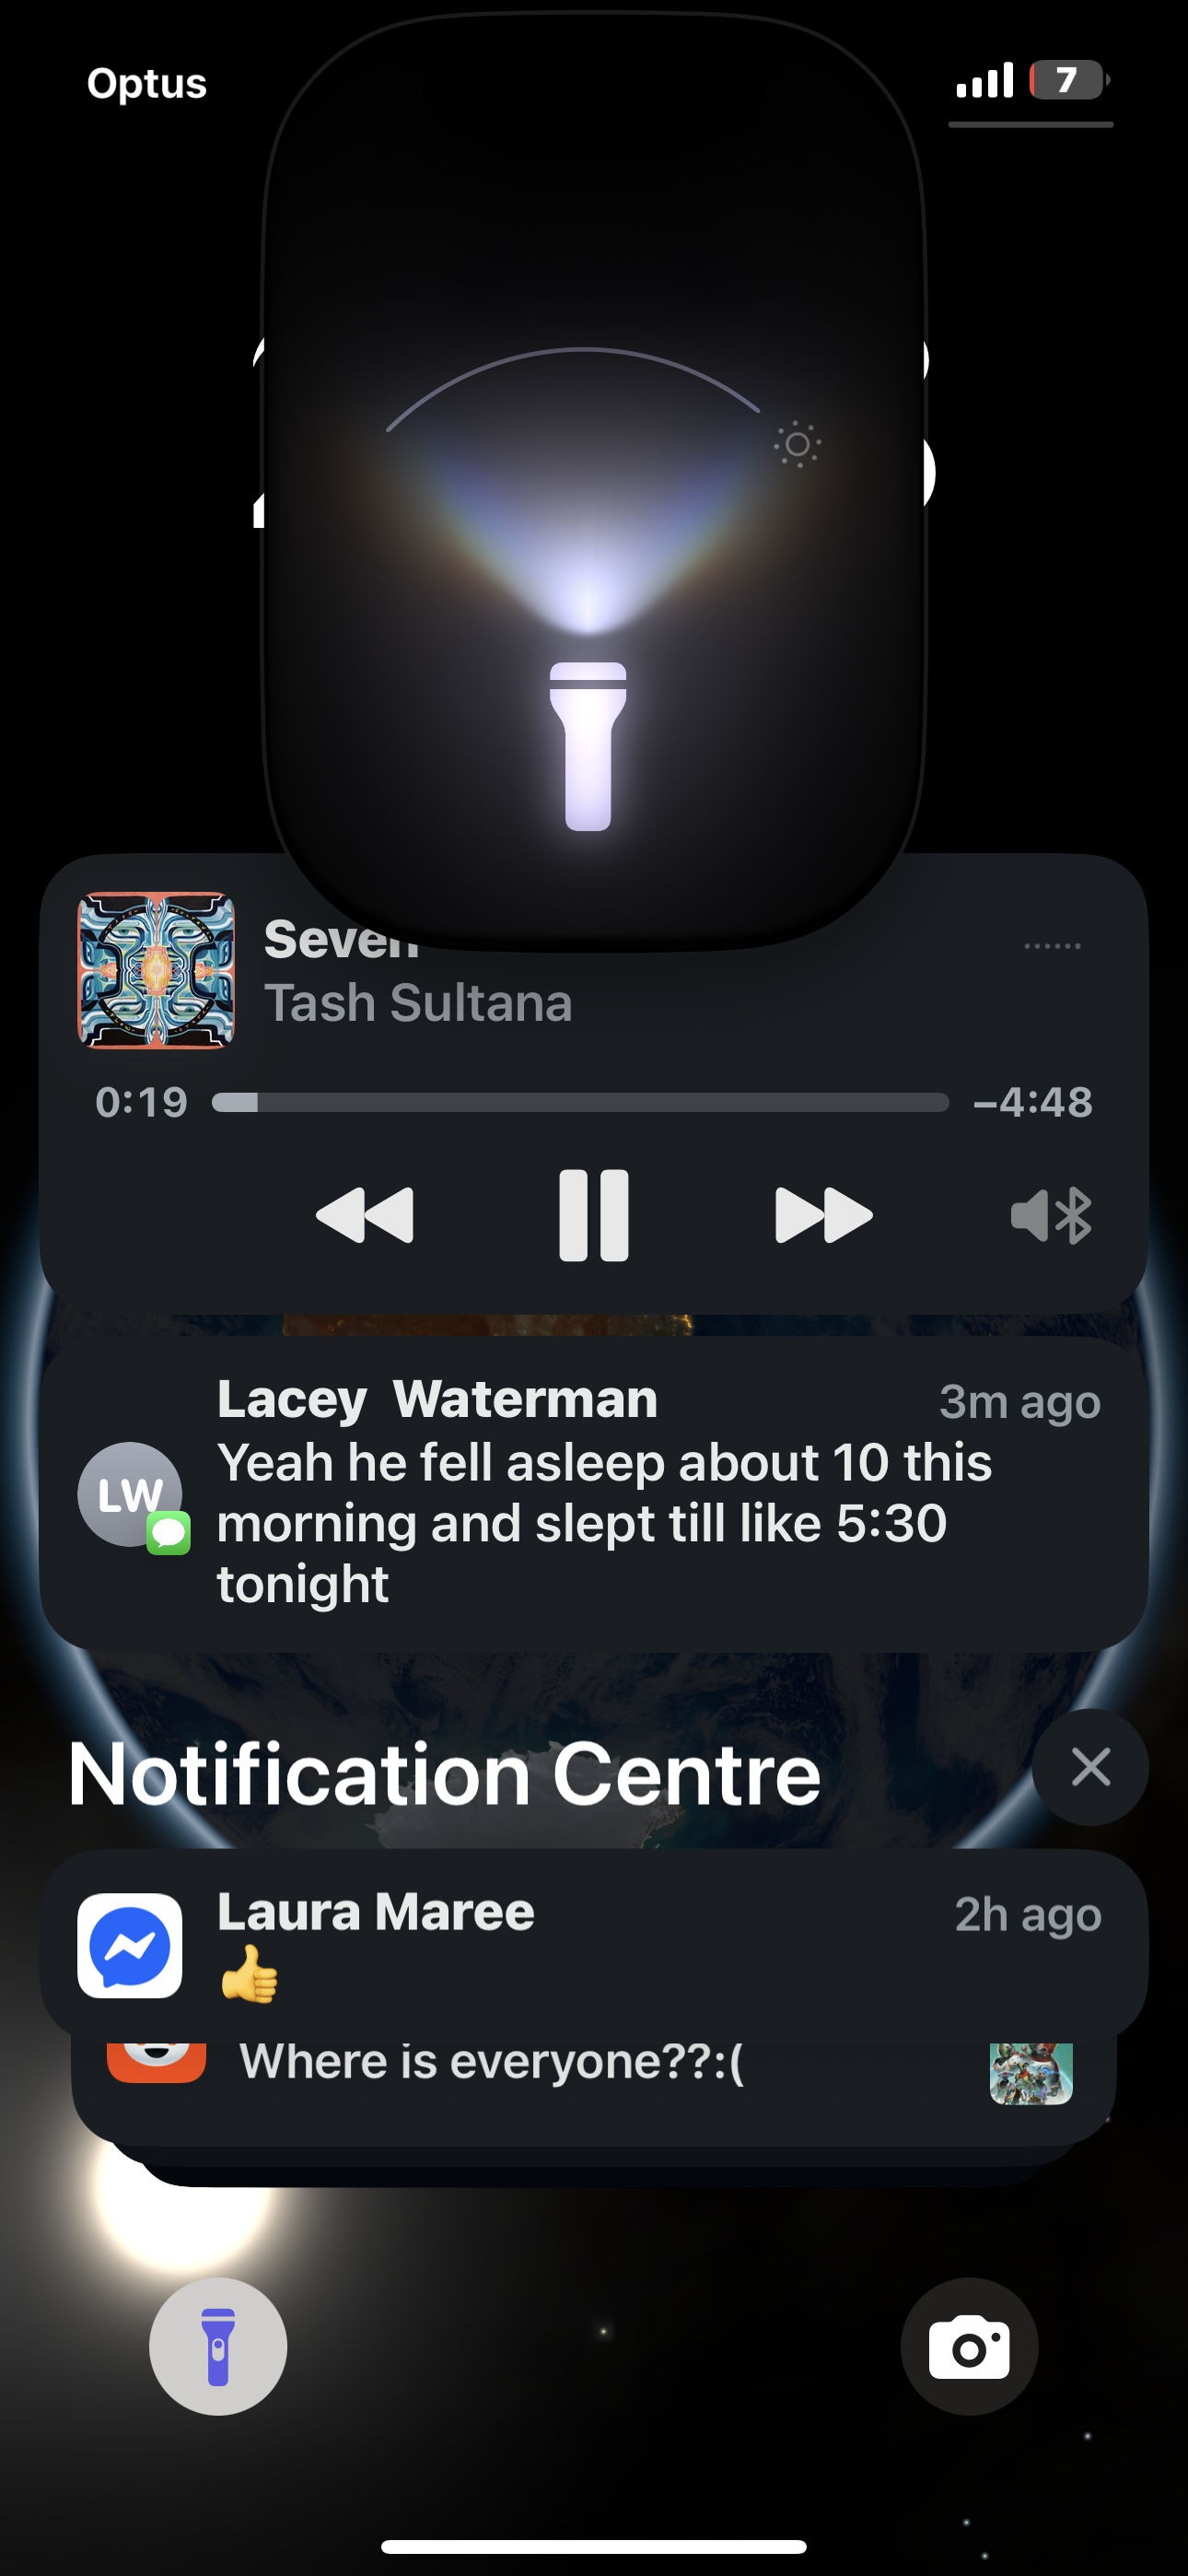 Optus
7
Seven
Tash Sultana
0:19
–4:48
Lacey  Waterman
3m ago
LW
Yeah he fell asleep about 10 this
morning and slept till like 5:30
tonight
Notification Centre
Laura Maree
2h ago
👍
Where is everyone??:(